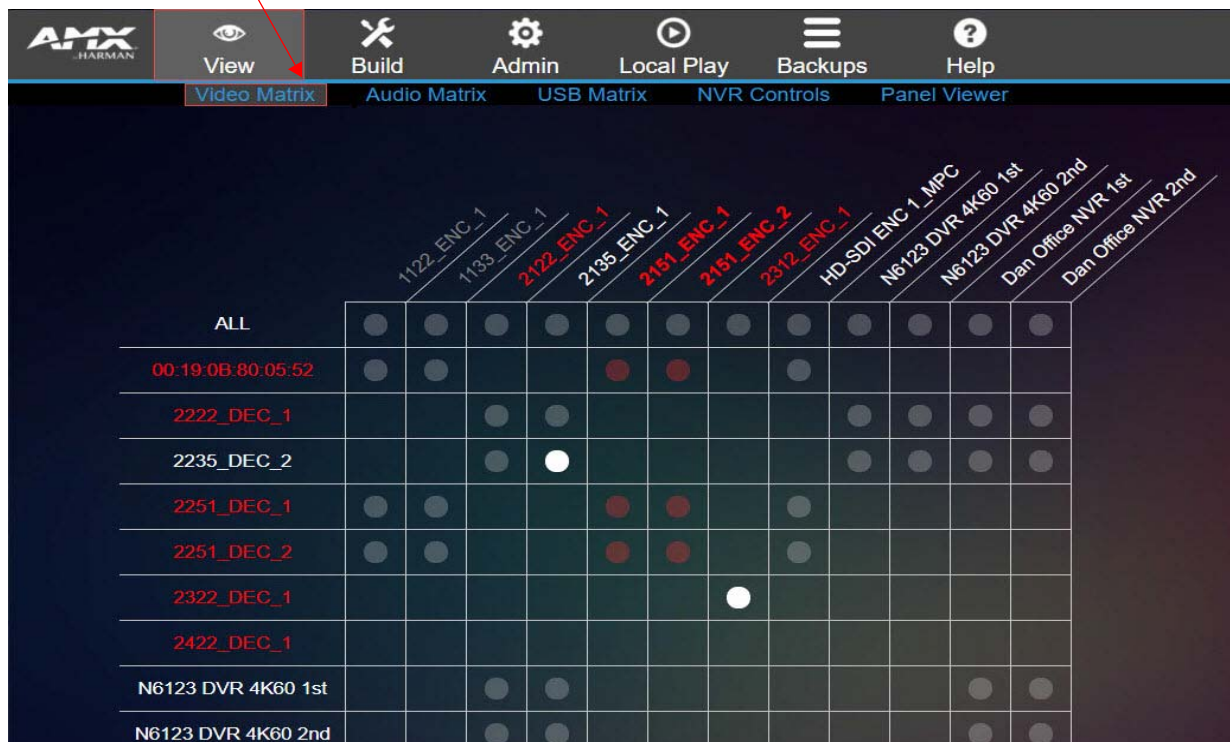 AMX
by HARMAN
View
Build
Admin
Local Play
Backups
Help
Video Matrix
Audio Matrix
USB Matrix
NVR Controls
Panel Viewer
1122_ENC_1
1133_ENC_1
2122_ENC_1
2135_ENC_1
2151_ENC_1
2151_ENC_2
2312_ENC_1
HD-SDI ENC 1_MPC
N6123 DVR 4K60 1st
N6123 DVR 4K60 2nd
Dan Office NVR 1st
Dan Office NVR 2nd
ALL
00:19:0B:80:05:52
2222_DEC_1
2235_DEC_2
2251_DEC_1
2251_DEC_2
2322_DEC_1
2422_DEC_1
N6123 DVR 4K60 1st
N6123 DVR 4K60 2nd